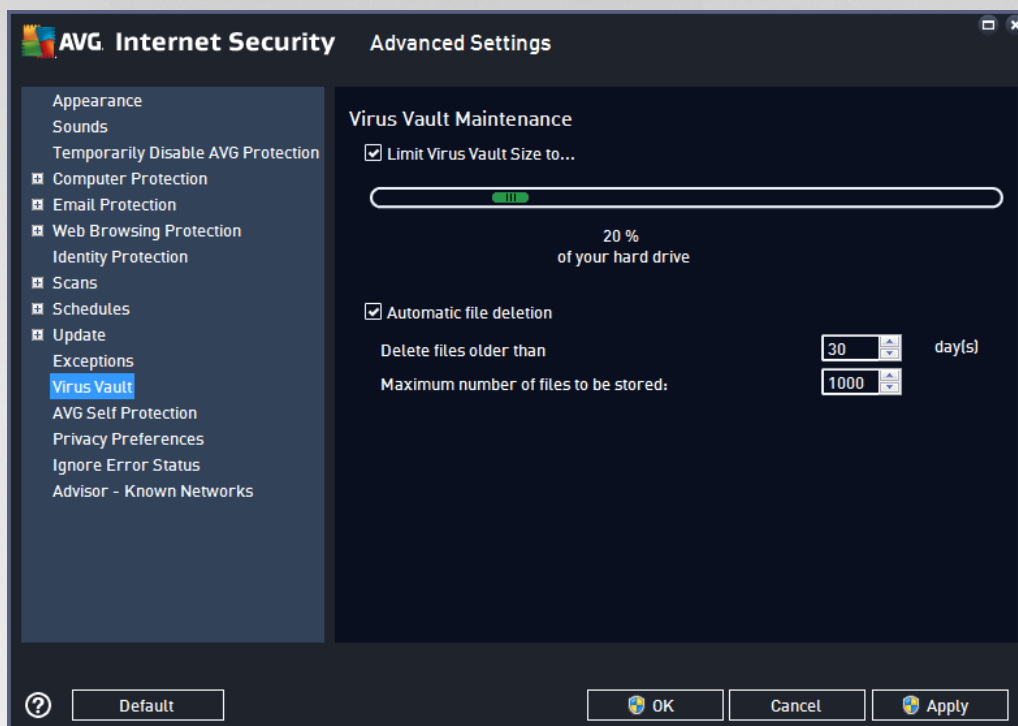 AVG. Internet Security Advanced Settings
Appearance
Sounds
Temporarily Disable AVG Protection
Computer Protection
Email Protection
Web Browsing Protection
Identity Protection
Scans
Schedules
Update
Exceptions
Virus Vault
AVG Self Protection
Privacy Preferences
Ignore Error Status
Advisor - Known Networks
Virus Vault Maintenance
Limit Virus Vault Size to...
20 %
of your hard drive
Automatic file deletion
Delete files older than 30 day(s)
Maximum number of files to be stored: 1000
? Default OK Cancel Apply